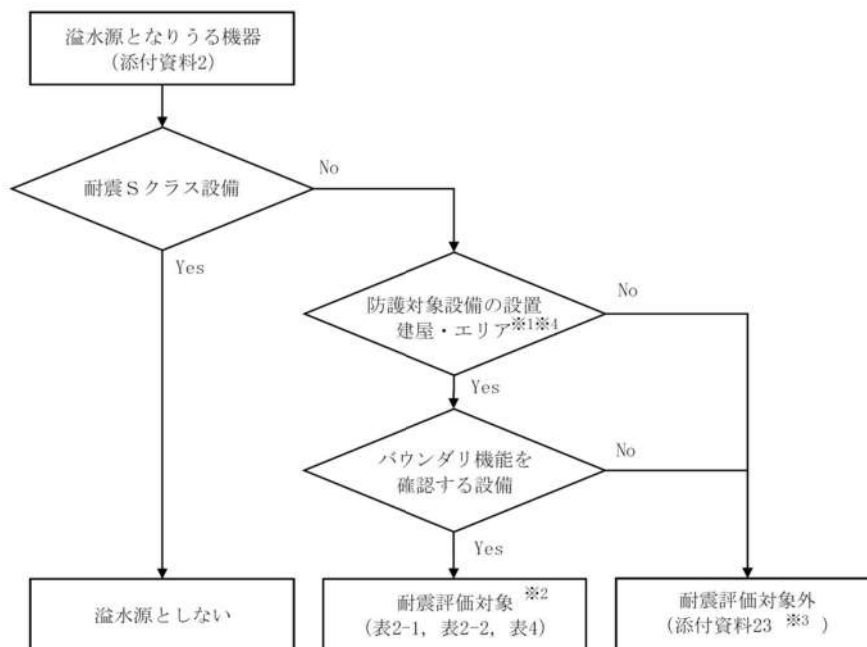 溢水源となりうる機器
(添付資料2)
耐震Sクラス設備
No
Yes
防護対象設備の設置
建屋・エリア※1※4
No
Yes
バウンダリ機能を
確認する設備
No
Yes
溢水源としない
耐震評価対象 ※2
(表2-1, 表2-2, 表4)
耐震評価対象外
(添付資料23 ※3 )